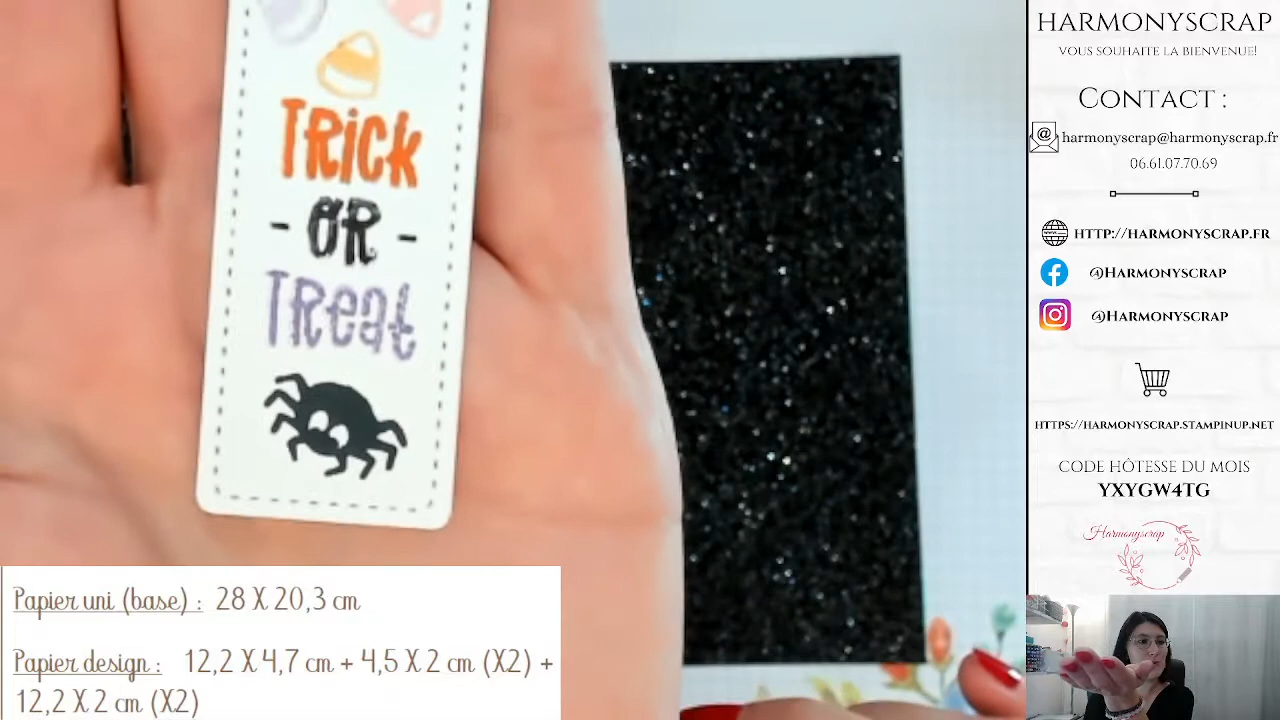 TRICK
- OR -
TREAT
Papier uni (base) : 28 X 20,3 cm
Papier design : 12,2 X 4,7 cm + 4,5 X 2 cm (X2) +
12,2 X 2 cm (X2)
HARMONYSCRAP
VOUS SOUHAITE LA BIENVENUE!
CONTACT :
harmonyscrap@harmonyscrap.fr
06.61.07.70.69
HTTP://HARMONYSCRAP.FR
@HARMONYSCRAP
@HARMONYSCRAP
HTTPS://HARMONYSCRAP.STAMPINUP.NET
CODE HÔTESSE DU MOIS
YXYGW4TG
Harmonyscrap